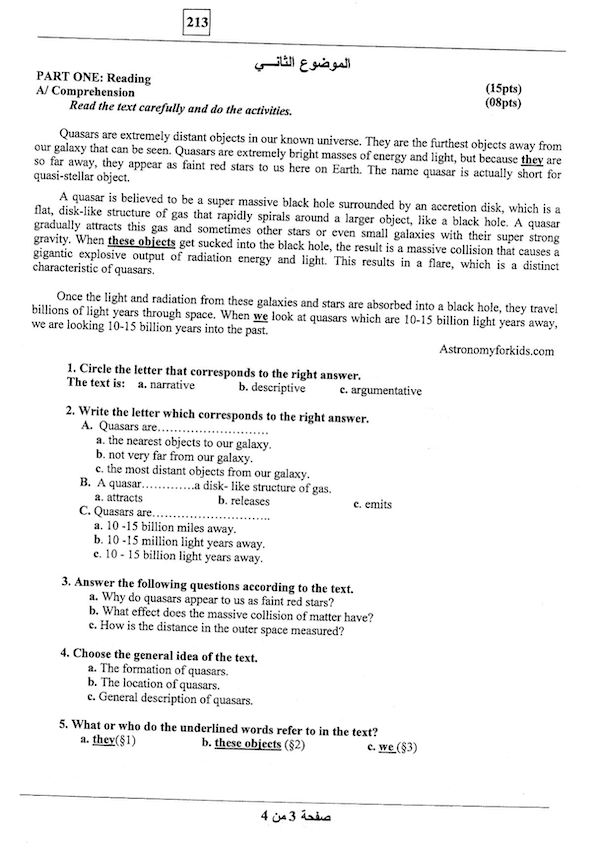 213
الموضوع الثاني
PART ONE: Reading (15pts)
A/ Comprehension (08pts)
Read the text carefully and do the activities.
Quasars are extremely distant objects in our known universe. They are the furthest objects away from
our galaxy that can be seen. Quasars are extremely bright masses of energy and light, but because they are
so far away, they appear as faint red stars to us here on Earth. The name quasar is actually short for
quasi-stellar object.
A quasar is believed to be a super massive black hole surrounded by an accretion disk, which is a
flat, disk-like structure of gas that rapidly spirals around a larger object, like a black hole. A quasar
gradually attracts this gas and sometimes other stars or even small galaxies with their super strong
gravity. When these objects get sucked into the black hole, the result is a massive collision that causes a
gigantic explosive output of radiation energy and light. This results in a flare, which is a distinct
characteristic of quasars.
Once the light and radiation from these galaxies and stars are absorbed into a black hole, they travel
billions of light years through space. When we look at quasars which are 10-15 billion light years away,
we are looking 10-15 billion years into the past.
Astronomyforkids.com
1. Circle the letter that corresponds to the right answer.
The text is: a. narrative b. descriptive c. argumentative
2. Write the letter which corresponds to the right answer.
A. Quasars are...........................
a. the nearest objects to our galaxy.
b. not very far from our galaxy.
c. the most distant objects from our galaxy.
B. A quasar.............a disk- like structure of gas.
a. attracts b. releases c. emits
C. Quasars are............................
a. 10 -15 billion miles away.
b. 10 -15 million light years away.
c. 10 - 15 billion light years away.
3. Answer the following questions according to the text.
a. Why do quasars appear to us as faint red stars?
b. What effect does the massive collision of matter have?
c. How is the distance in the outer space measured?
4. Choose the general idea of the text.
a. The formation of quasars.
b. The location of quasars.
c. General description of quasars.
5. What or who do the underlined words refer to in the text?
a. they(§1) b. these objects (§2) c. we (§3)
صفحة 3 من 4